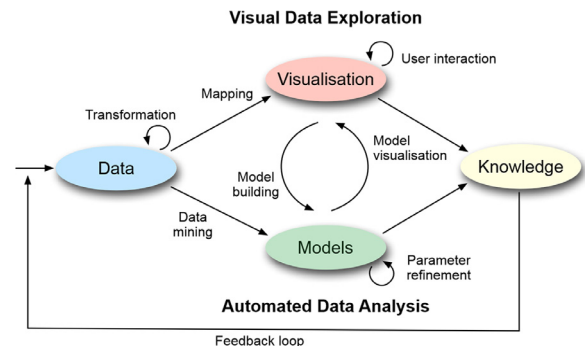 Visual Data Exploration
User interaction
Visualisation
Mapping
Transformation
Data
Model
visualisation
Knowledge
Model
building
Data
mining
Models
Parameter
refinement
Automated Data Analysis
Feedback loop